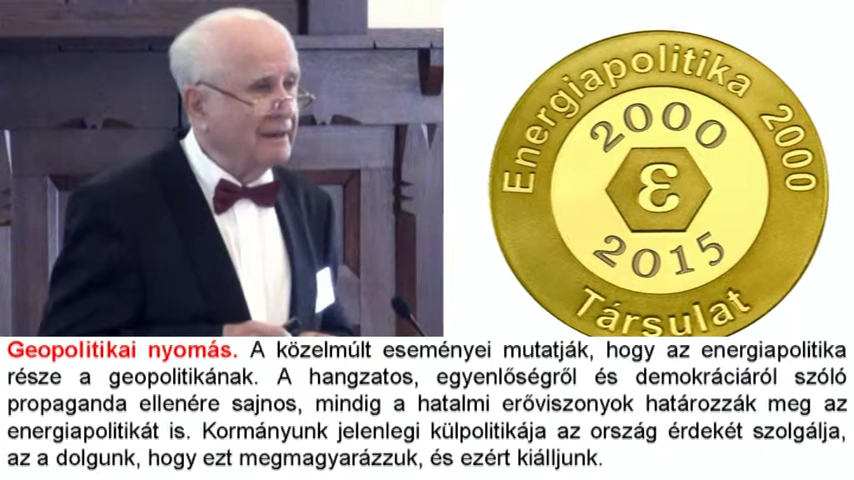 Energiapolitika 2000
2000
ε
2015
Társulat
Geopolitikai nyomás. A közelmúlt eseményei mutatják, hogy az energiapolitika
része a geopolitikának. A hangzatos, egyenlőségről és demokráciáról szóló
propaganda ellenére sajnos, mindig a hatalmi erőviszonyok határozzák meg az
energiapolitikát is. Kormányunk jelenlegi külpolitikája az ország érdekét szolgálja,
az a dolgunk, hogy ezt megmagyarázzuk, és ezért kiálljunk.